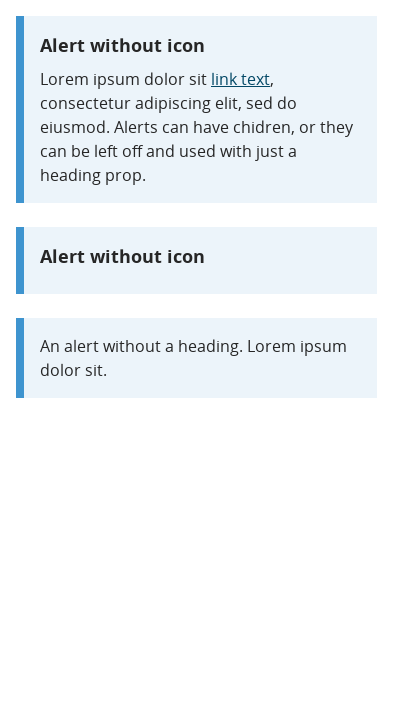 Alert without icon
Lorem ipsum dolor sit link text,
consectetur adipiscing elit, sed do
eiusmod. Alerts can have chidren, or they
can be left off and used with just a
heading prop.
Alert without icon
An alert without a heading. Lorem ipsum
dolor sit.